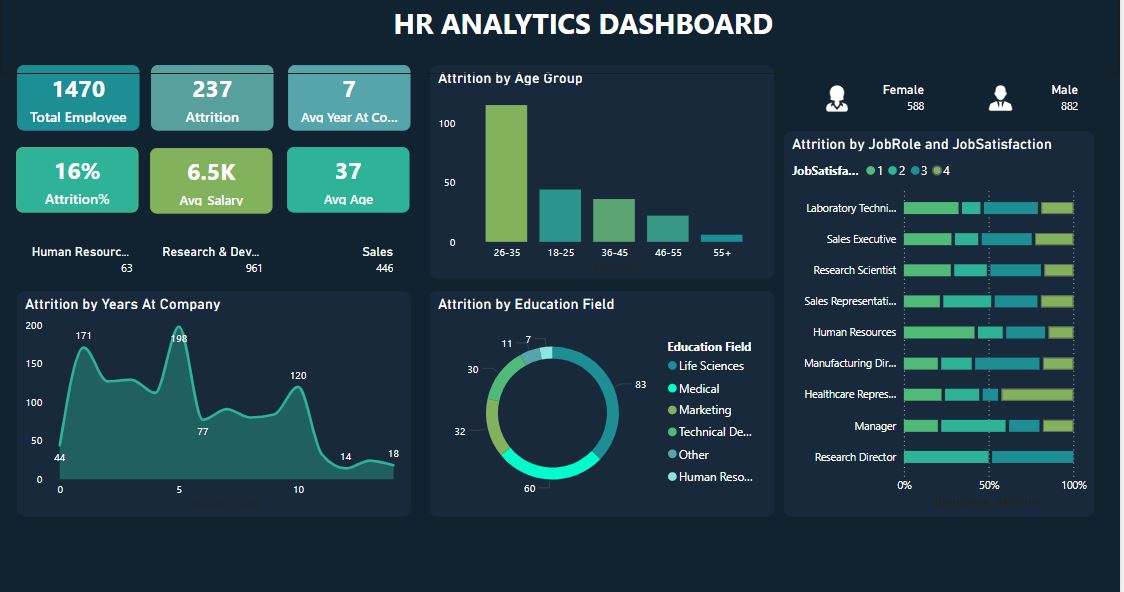 HR ANALYTICS DASHBOARD
1470
Total Employee
237
Attrition
7
Avg Year At Co...
16%
Attrition%
6.5K
Avg Salary
37
Avg Age
Human Resourc...
63
Research & Dev...
961
Sales
446
Attrition by Age Group
100
50
0
26-35 18-25 36-45 46-55 55+
Female
588
Male
882
Attrition by JobRole and JobSatisfaction
JobSatisfa... 1 2 3 4
Laboratory Techni...
Sales Executive
Research Scientist
Sales Representati...
Human Resources
Manufacturing Dir...
Healthcare Repres...
Manager
Research Director
0% 50% 100%
Attrition by Years At Company
200
150
100
50
0
171
198
120
77
44
14
18
0 5 10
Attrition by Education Field
11
7
30
83
32
60
Education Field
Life Sciences
Medical
Marketing
Technical De...
Other
Human Reso...